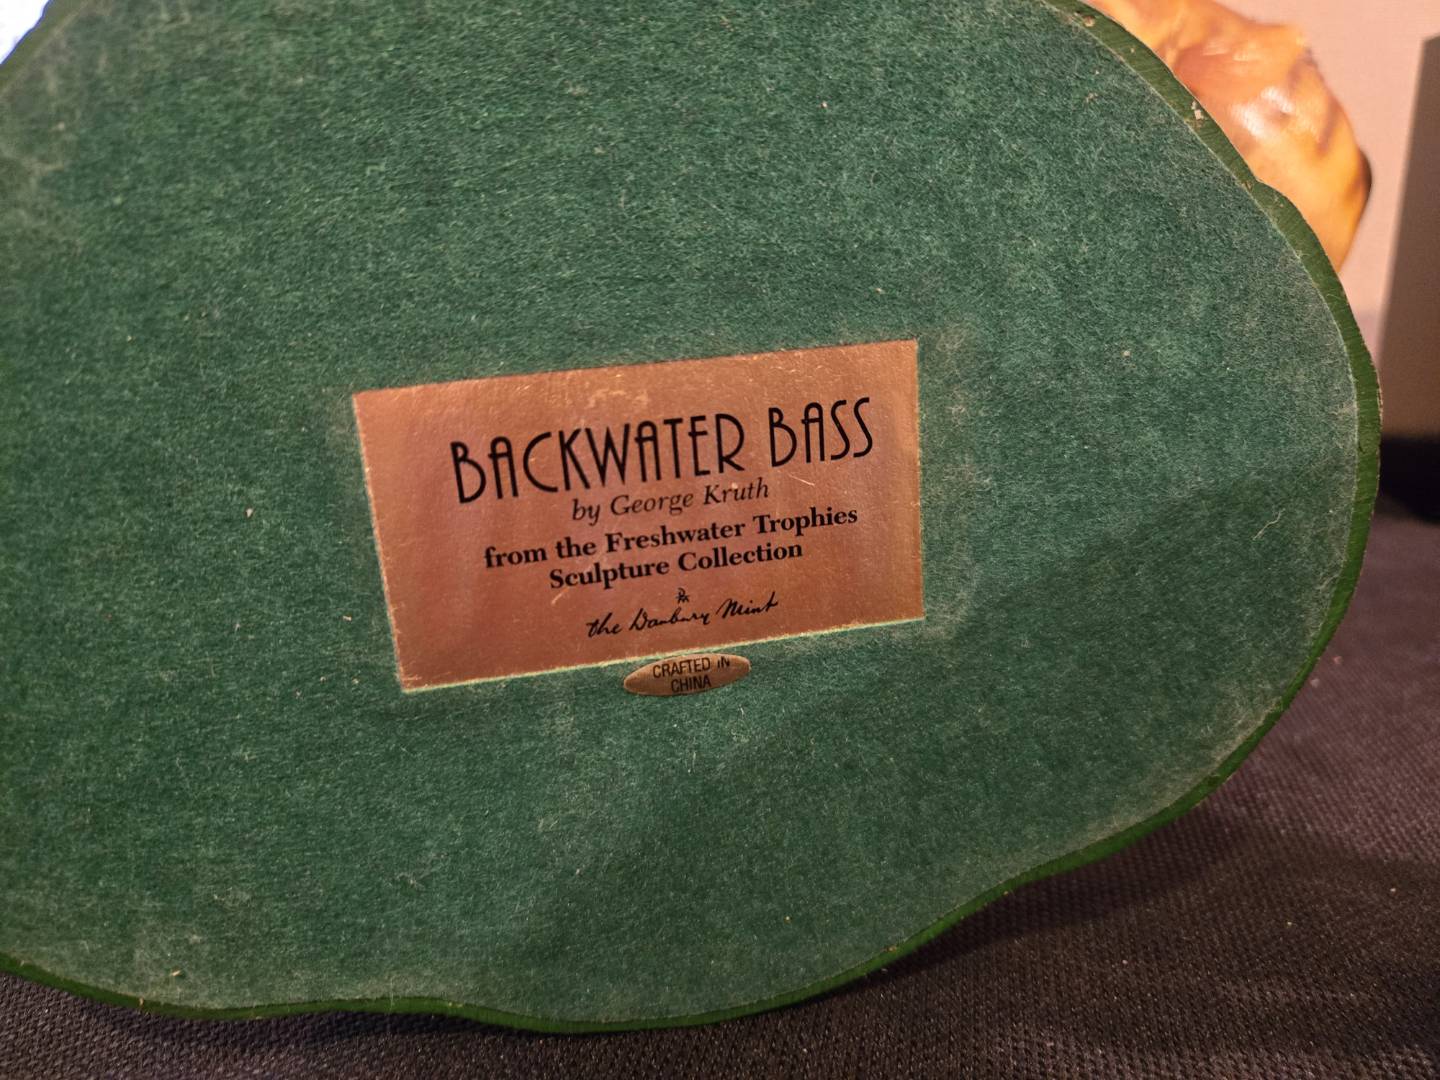 BACKWATER BASS
by George Kruth
from the Freshwater Trophies
Sculpture Collection
the Danbury Mint
CRAFTED IN
CHINA